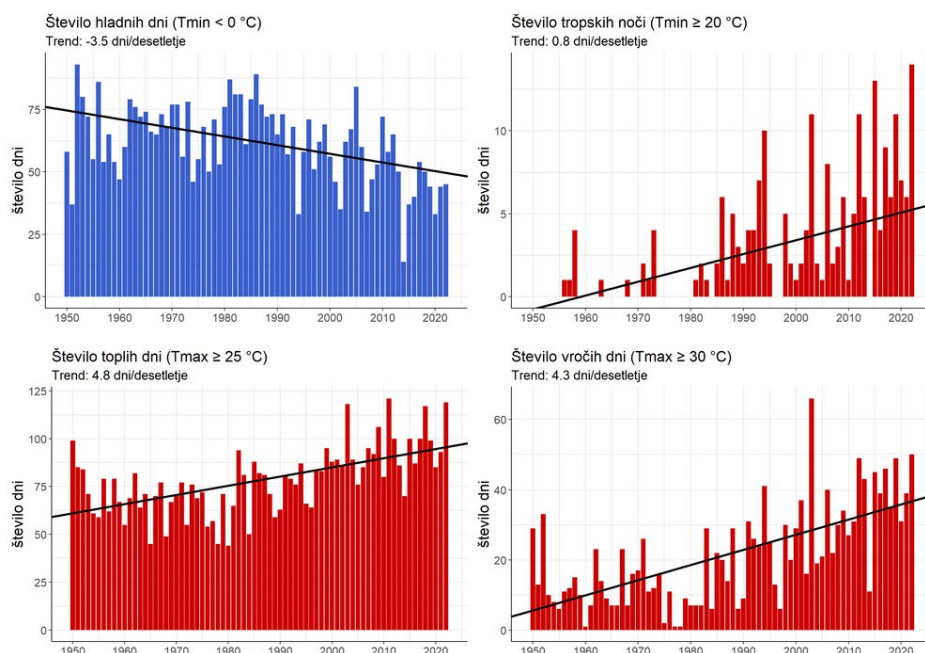 Število hladnih dni (Tmin < 0 °C)
Trend: -3.5 dni/desetletje
število dni
75
50
25
0
1950 1960 1970 1980 1990 2000 2010 2020
Število tropskih noči (Tmin ≥ 20 °C)
Trend: 0.8 dni/desetletje
število dni
10
5
0
1950 1960 1970 1980 1990 2000 2010 2020
Število toplih dni (Tmax ≥ 25 °C)
Trend: 4.8 dni/desetletje
število dni
125
100
75
50
25
0
1950 1960 1970 1980 1990 2000 2010 2020
Število vročih dni (Tmax ≥ 30 °C)
Trend: 4.3 dni/desetletje
število dni
60
40
20
0
1950 1960 1970 1980 1990 2000 2010 2020